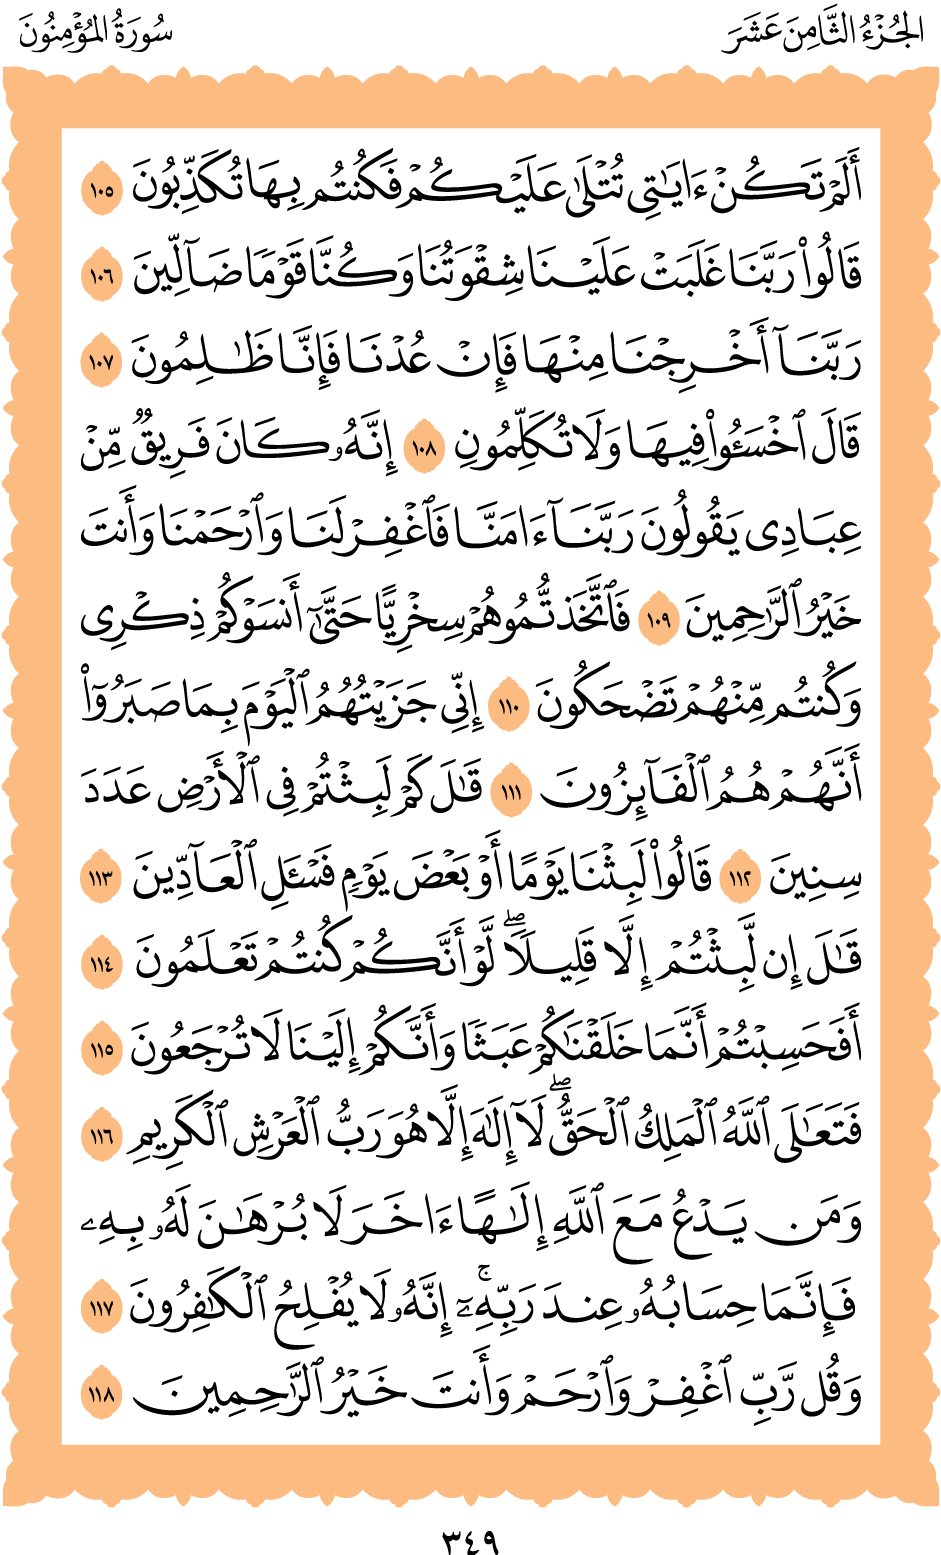 الجُزْءُ الثَّامِنَ عَشَرَ
سُورَةُ المُؤْمِنُونَ
أَلَمْ تَكُنْ ءَايَٰتِى تُتْلَىٰ عَلَيْكُمْ فَكُنتُم بِهَا تُكَذِّبُونَ ١٠٥
قَالُوا۟ رَبَّنَا غَلَبَتْ عَلَيْنَا شِقْوَتُنَا وَكُنَّا قَوْمًا ضَآلِّينَ ١٠٦
رَبَّنَآ أَخْرِجْنَا مِنْهَا فَإِنْ عُدْنَا فَإِنَّا ظَٰلِمُونَ ١٠٧
قَالَ ٱخْسَـُٔوا۟ فِيهَا وَلَا تُكَلِّمُونِ ١٠٨ إِنَّهُۥ كَانَ فَرِيقٌ مِّنْ
عِبَادِى يَقُولُونَ رَبَّنَآ ءَامَنَّا فَٱغْفِرْ لَنَا وَٱرْحَمْنَا وَأَنتَ
خَيْرُ ٱلرَّٰحِمِينَ ١٠٩ فَٱتَّخَذتُّمُوهُمْ سِخْرِيًّا حَتَّىٰٓ أَنسَوْكُمْ ذِكْرِى
وَكُنتُم مِّنْهُمْ تَضْحَكُونَ ١١٠ إِنِّى جَزَيْتُهُمُ ٱلْيَوْمَ بِمَا صَبَرُوٓا۟
أَنَّهُمْ هُمُ ٱلْفَآئِزُونَ ١١١ قَٰلَ كَمْ لَبِثْتُمْ فِى ٱلْأَرْضِ عَدَدَ
سِنِينَ ١١٢ قَالُوا۟ لَبِثْنَا يَوْمًا أَوْ بَعْضَ يَوْمٍ فَسْـَٔلِ ٱلْعَآدِّينَ ١١٣
قَٰلَ إِن لَّبِثْتُمْ إِلَّا قَلِيلًا ۖ لَّوْ أَنَّكُمْ كُنتُمْ تَعْلَمُونَ ١١٤
أَفَحَسِبْتُمْ أَنَّمَا خَلَقْنَٰكُمْ عَبَثًا وَأَنَّكُمْ إِلَيْنَا لَا تُرْجَعُونَ ١١٥
فَتَعَٰلَى ٱللَّهُ ٱلْمَلِكُ ٱلْحَقُّ ۖ لَآ إِلَٰهَ إِلَّا هُوَ رَبُّ ٱلْعَرْشِ ٱلْكَرِيمِ ١١٦
وَمَن يَدْعُ مَعَ ٱللَّهِ إِلَٰهًا ءَاخَرَ لَا بُرْهَٰنَ لَهُۥ بِهِۦ
فَإِنَّمَا حِسَابُهُۥ عِندَ رَبِّهِۦٓ ۚ إِنَّهُۥ لَا يُفْلِحُ ٱلْكَٰفِرُونَ ١١٧
وَقُل رَّبِّ ٱغْفِرْ وَٱرْحَمْ وَأَنتَ خَيْرُ ٱلرَّٰحِمِينَ ١١٨
٣٤٩